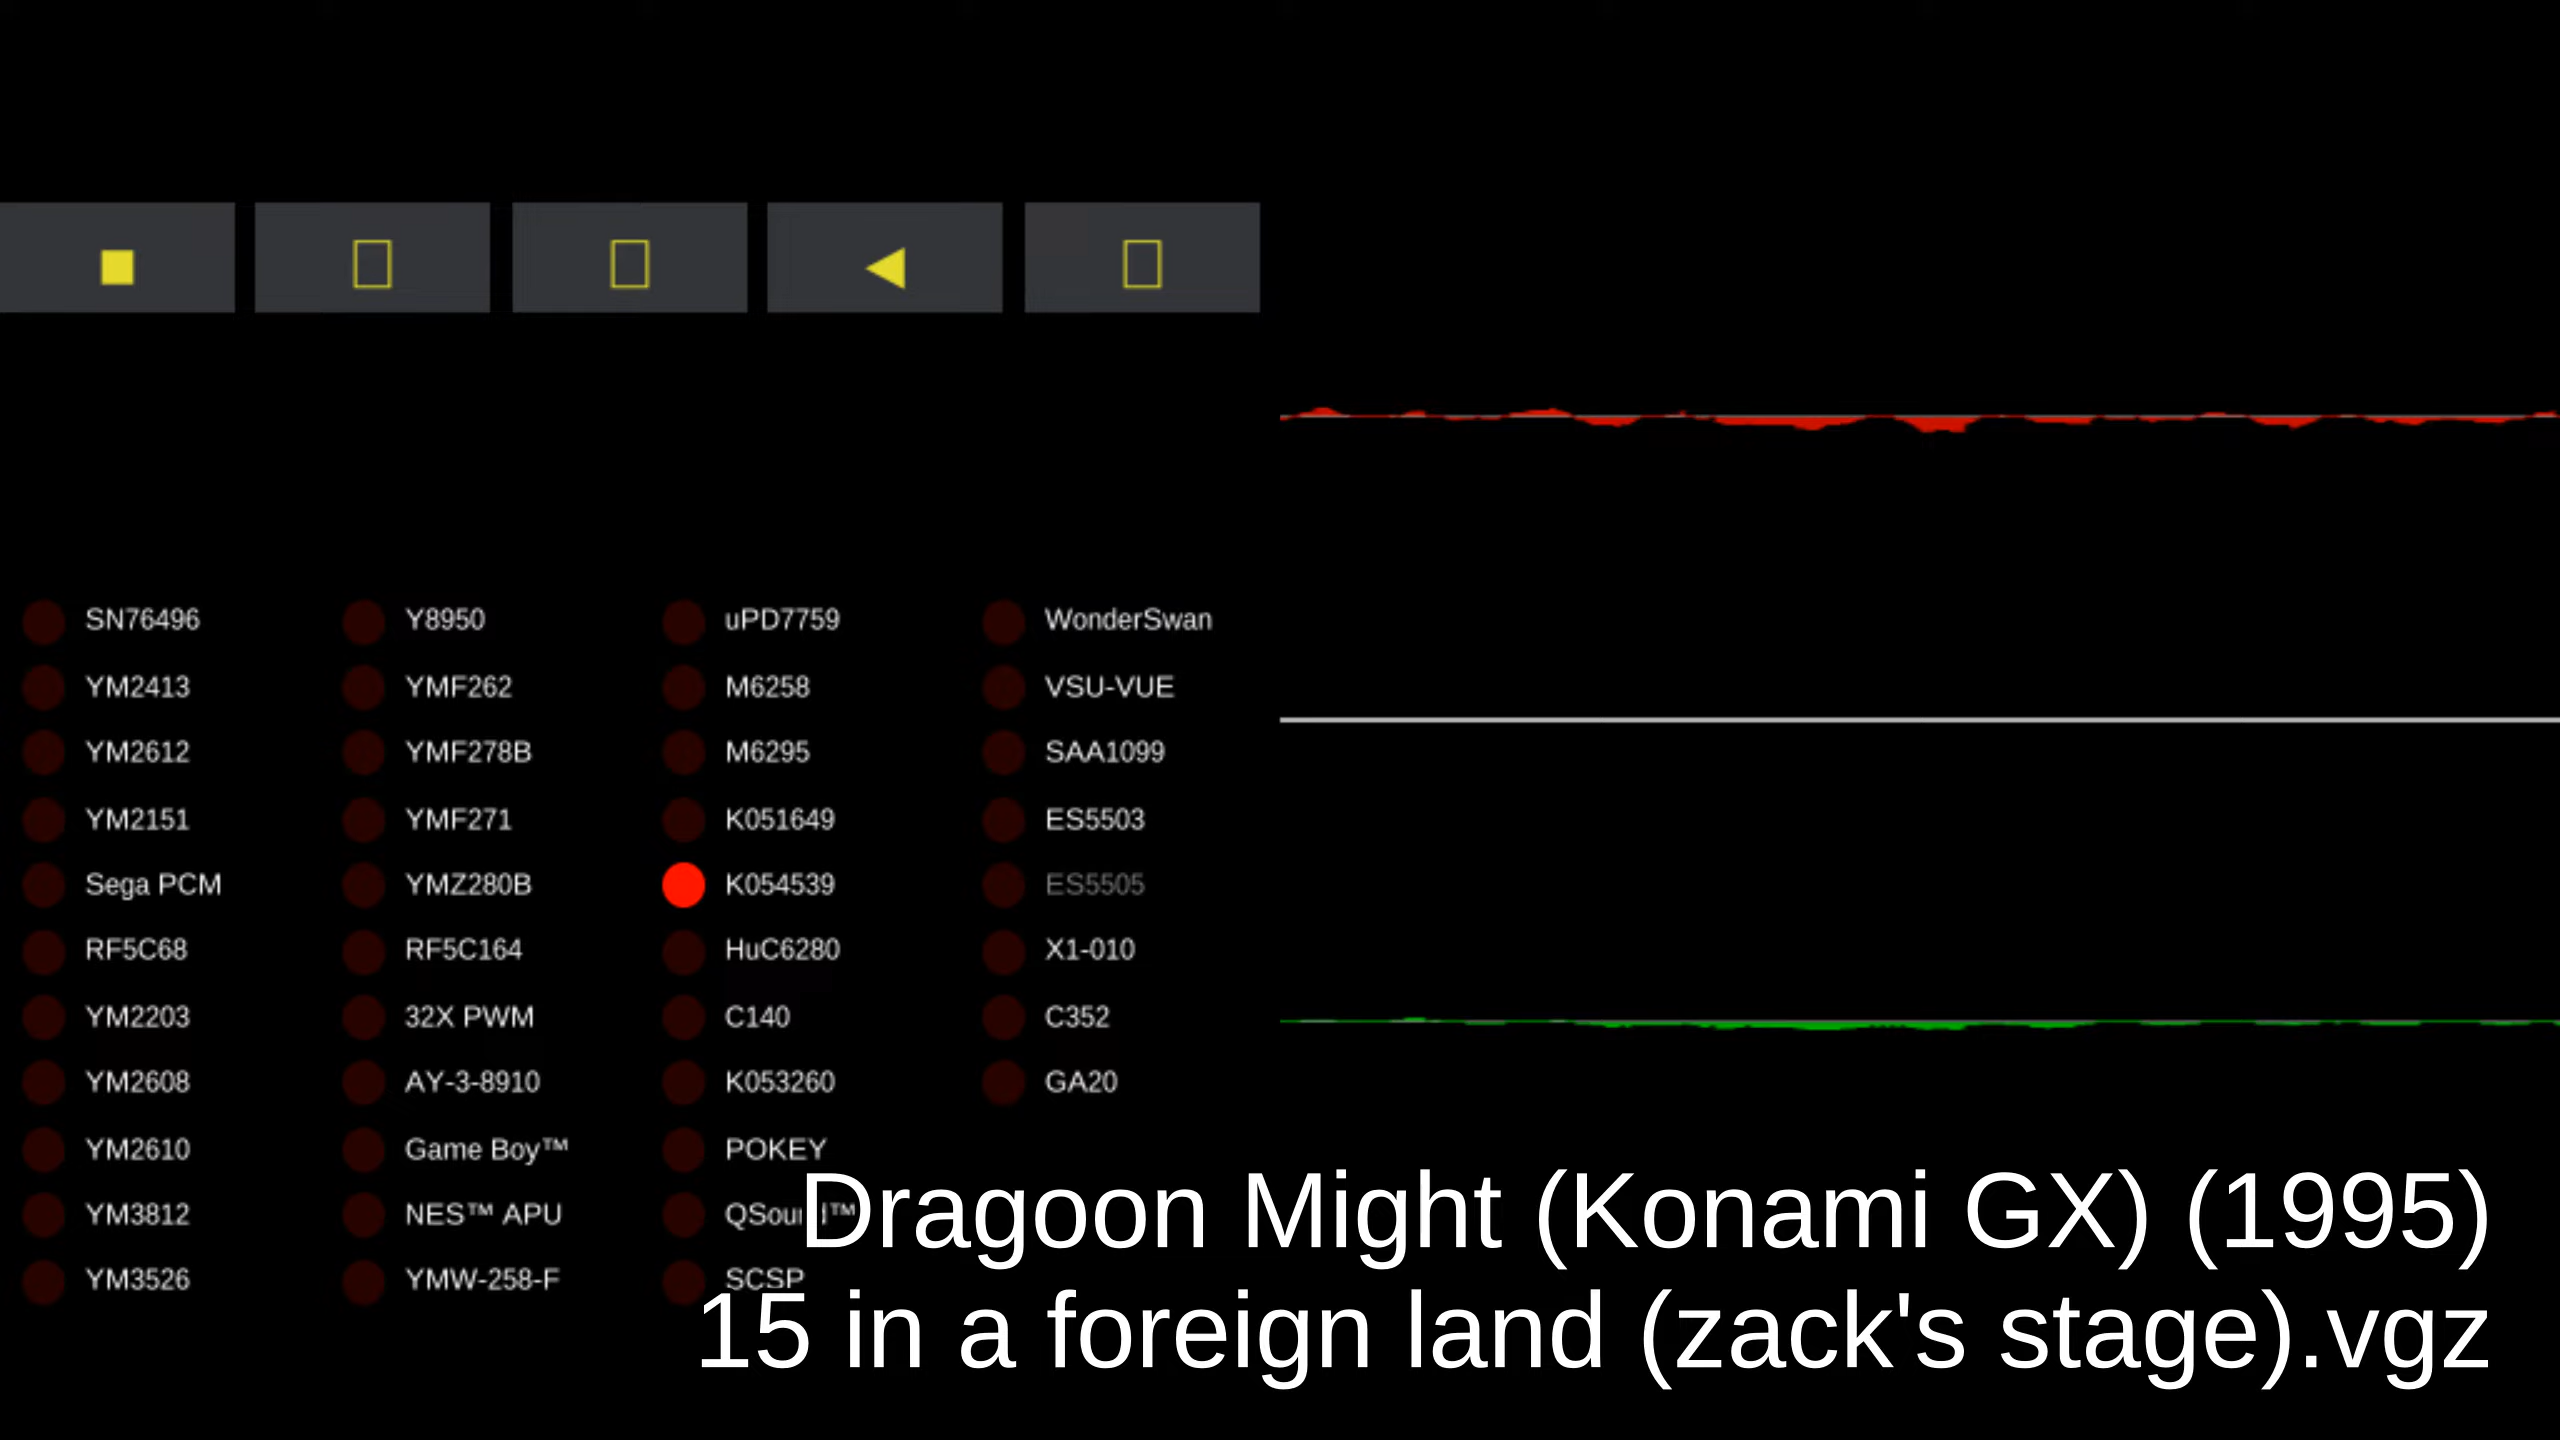 SN76496 Y8950 uPD7759 WonderSwan
YM2413 YMF262 M6258 VSU-VUE
YM2612 YMF278B M6295 SAA1099
YM2151 YMF271 K051649 ES5503
Sega PCM YMZ280B K054539 ES5505
RF5C68 RF5C164 HuC6280 X1-010
YM2203 32X PWM C140 C352
YM2608 AY-3-8910 K053260 GA20
YM2610 Game Boy™ POKEY
YM3812 NES™ APU QSound™
YM3526 YMW-258-F SCSP
Dragoon Might (Konami GX) (1995)
15 in a foreign land (zack's stage).vgz